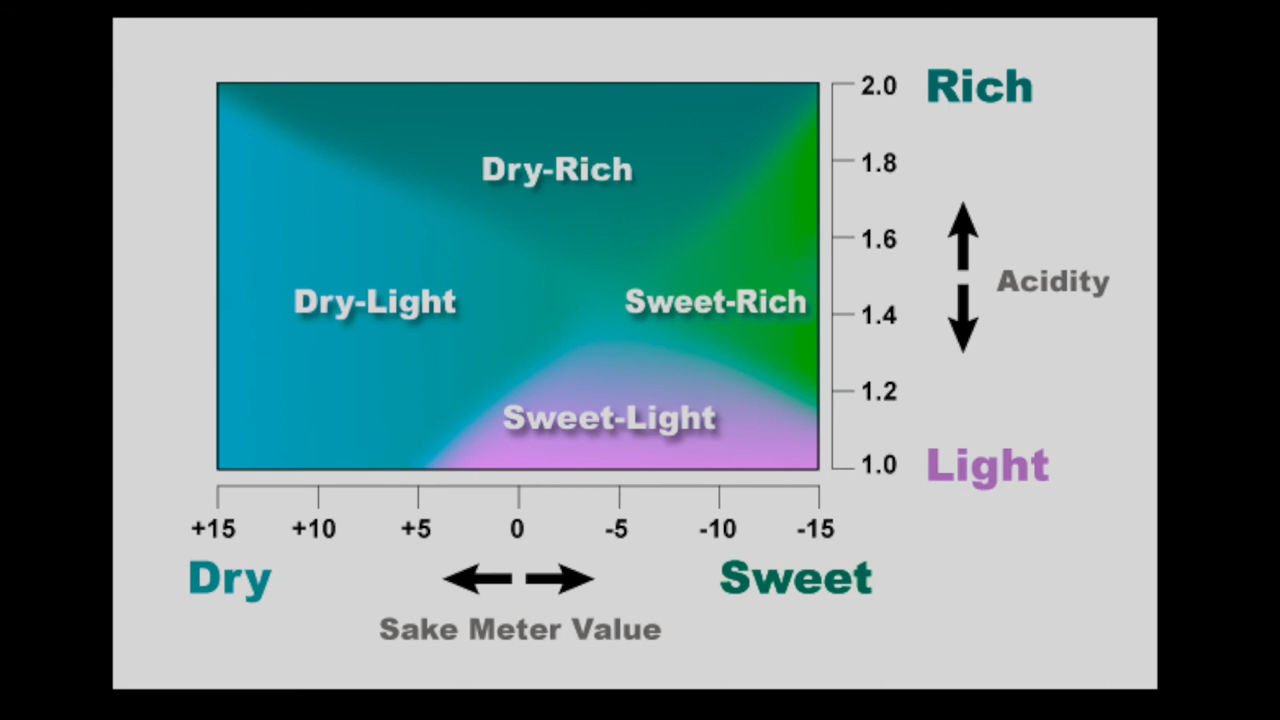 2.0 Rich
Dry-Rich
1.8
1.6
Acidity
Dry-Light
Sweet-Rich
1.4
1.2
Sweet-Light
1.0 Light
+15 +10 +5 0 -5 -10 -15
Dry Sweet
Sake Meter Value